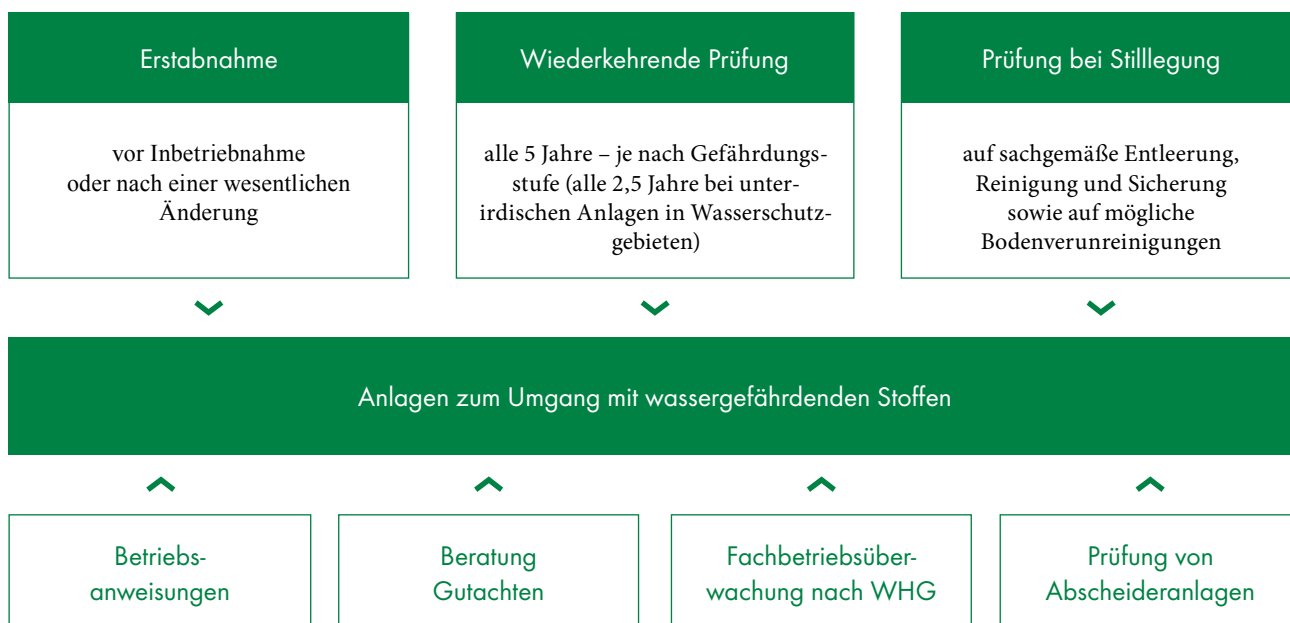 Erstabnahme
vor Inbetriebnahme
oder nach einer wesentlichen
Änderung
Wiederkehrende Prüfung
alle 5 Jahre – je nach Gefährdungs-
stufe (alle 2,5 Jahre bei unter-
irdischen Anlagen in Wasserschutz-
gebieten)
Prüfung bei Stilllegung
auf sachgemäße Entleerung,
Reinigung und Sicherung
sowie auf mögliche
Bodenverunreinigungen
Anlagen zum Umgang mit wassergefährdenden Stoffen
Betriebs-
anweisungen
Beratung
Gutachten
Fachbetriebsüber-
wachung nach WHG
Prüfung von
Abscheideranlagen